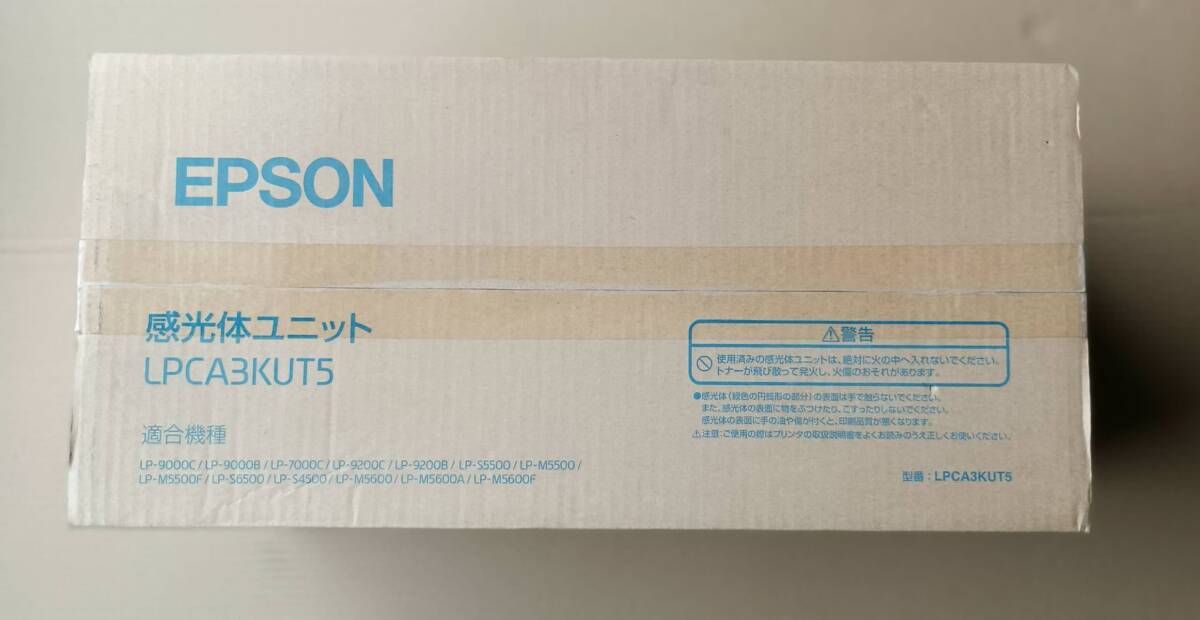 EPSON
感光体ユニット
LPCA3KUT5
適合機種
LP-9000C / LP-9000B / LP-7000C / LP-9200C / LP-9200B / LP-S5500 / LP-M5500 /
LP-M5500F / LP-S6500 / LP-S4500 / LP-M5600 / LP-M5600A / LP-M5600F
⚠警告
使用済みの感光体ユニットは、絶対に火の中へ入れないでください。
トナーが飛び散って発火し、火傷のおそれがあります。
●感光体（緑色の円筒形の部分）の表面は手で触らないでください。
また、感光体の表面に物をぶつけたり、こすったりしないでください。
感光体の表面に手の油や傷が付くと、印刷品質が悪くなります。
⚠注意：ご使用の際はプリンタの取扱説明書をよくお読みのうえ正しくお使いください。
型番：LPCA3KUT5